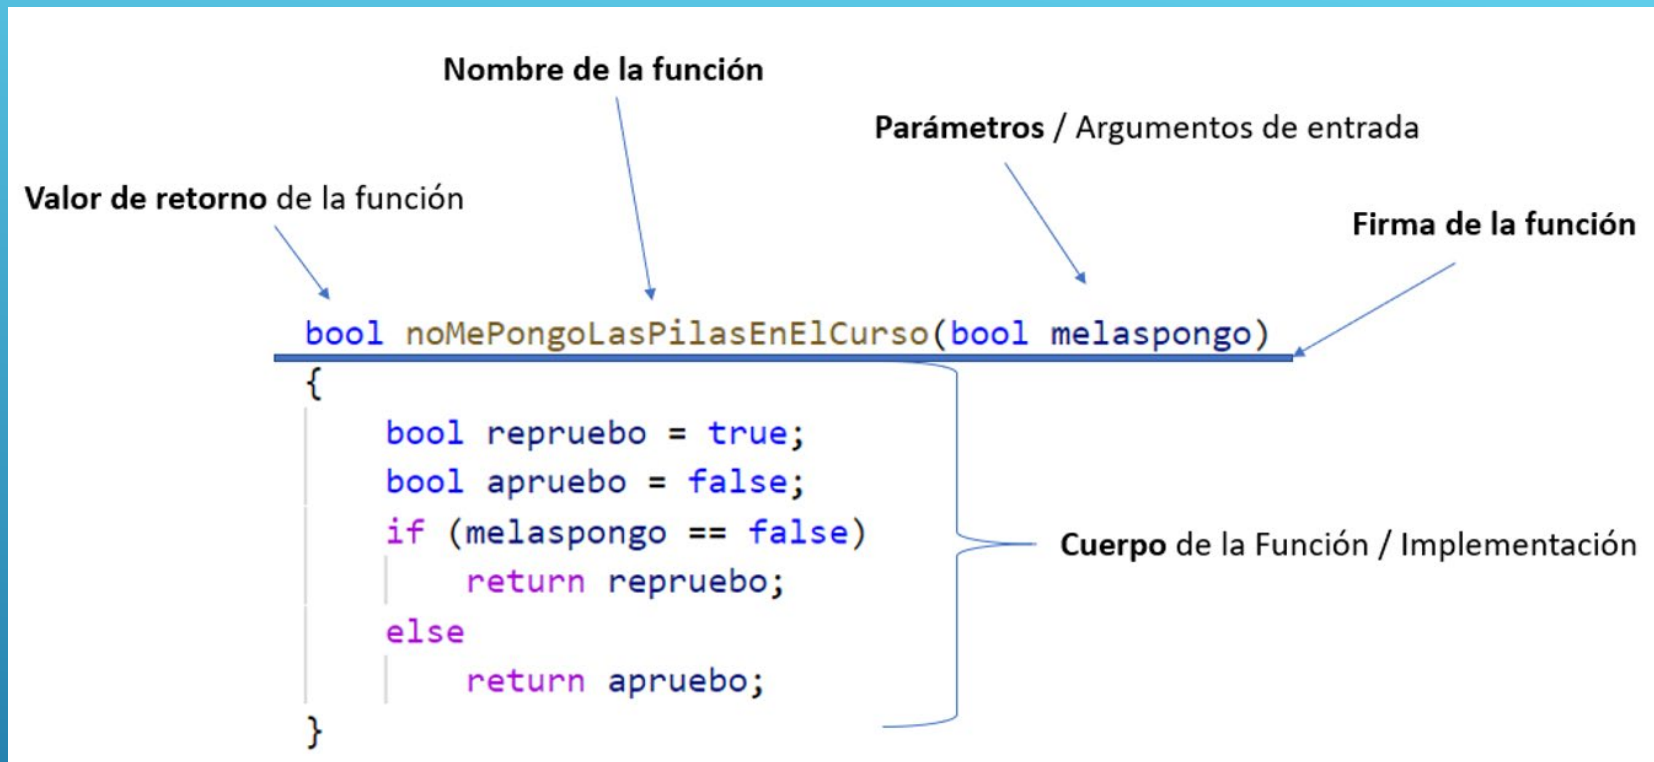 Nombre de la función
Parámetros / Argumentos de entrada
Valor de retorno de la función
Firma de la función
bool noMePongoLasPilasEnElCurso(bool melaspongo)
{
bool repruebo = true;
bool apruebo = false;
if (melaspongo == false)
return repruebo;
Cuerpo de la Función / Implementación
else
return apruebo;
}